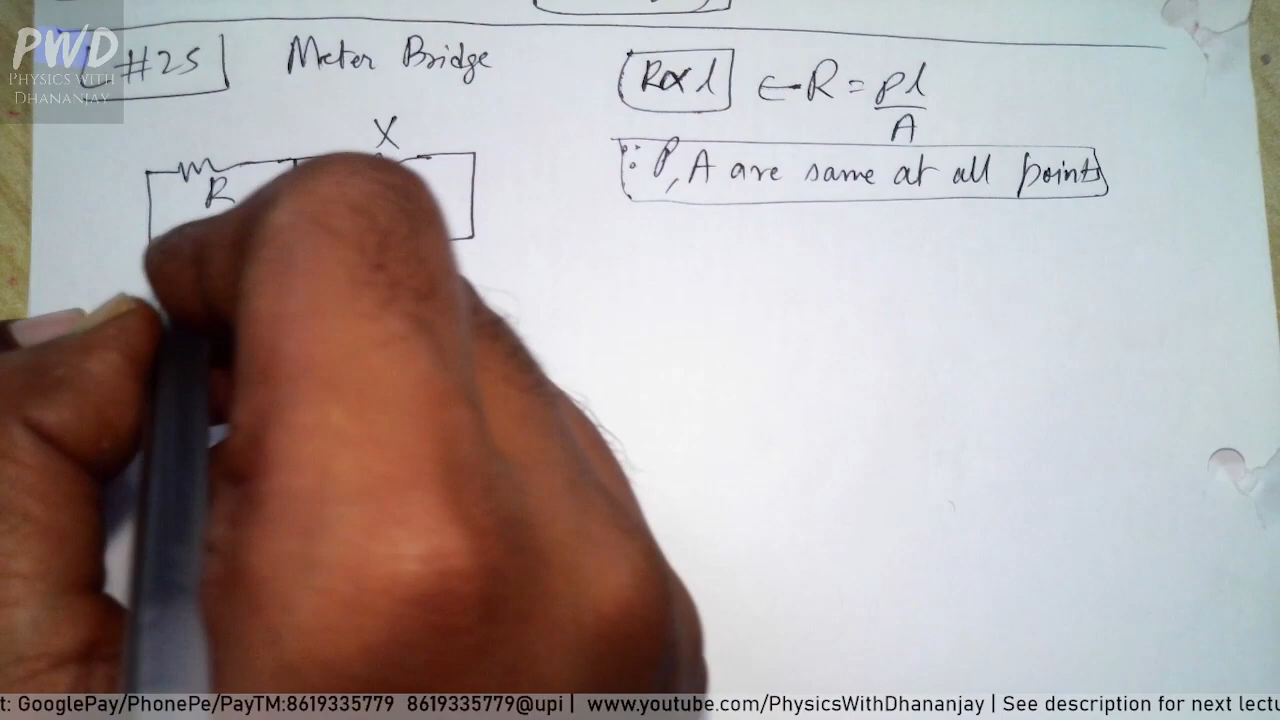 PWD
PHYSICS WITH
DHANANJAY
L #25
Meter Bridge
R∝l ← R = ρl
A
∵ ρ, A are same at all points
X
R
t: GooglePay/PhonePe/PayTM:8619335779 8619335779@upi | www.youtube.com/PhysicsWithDhananjay | See description for next lectu